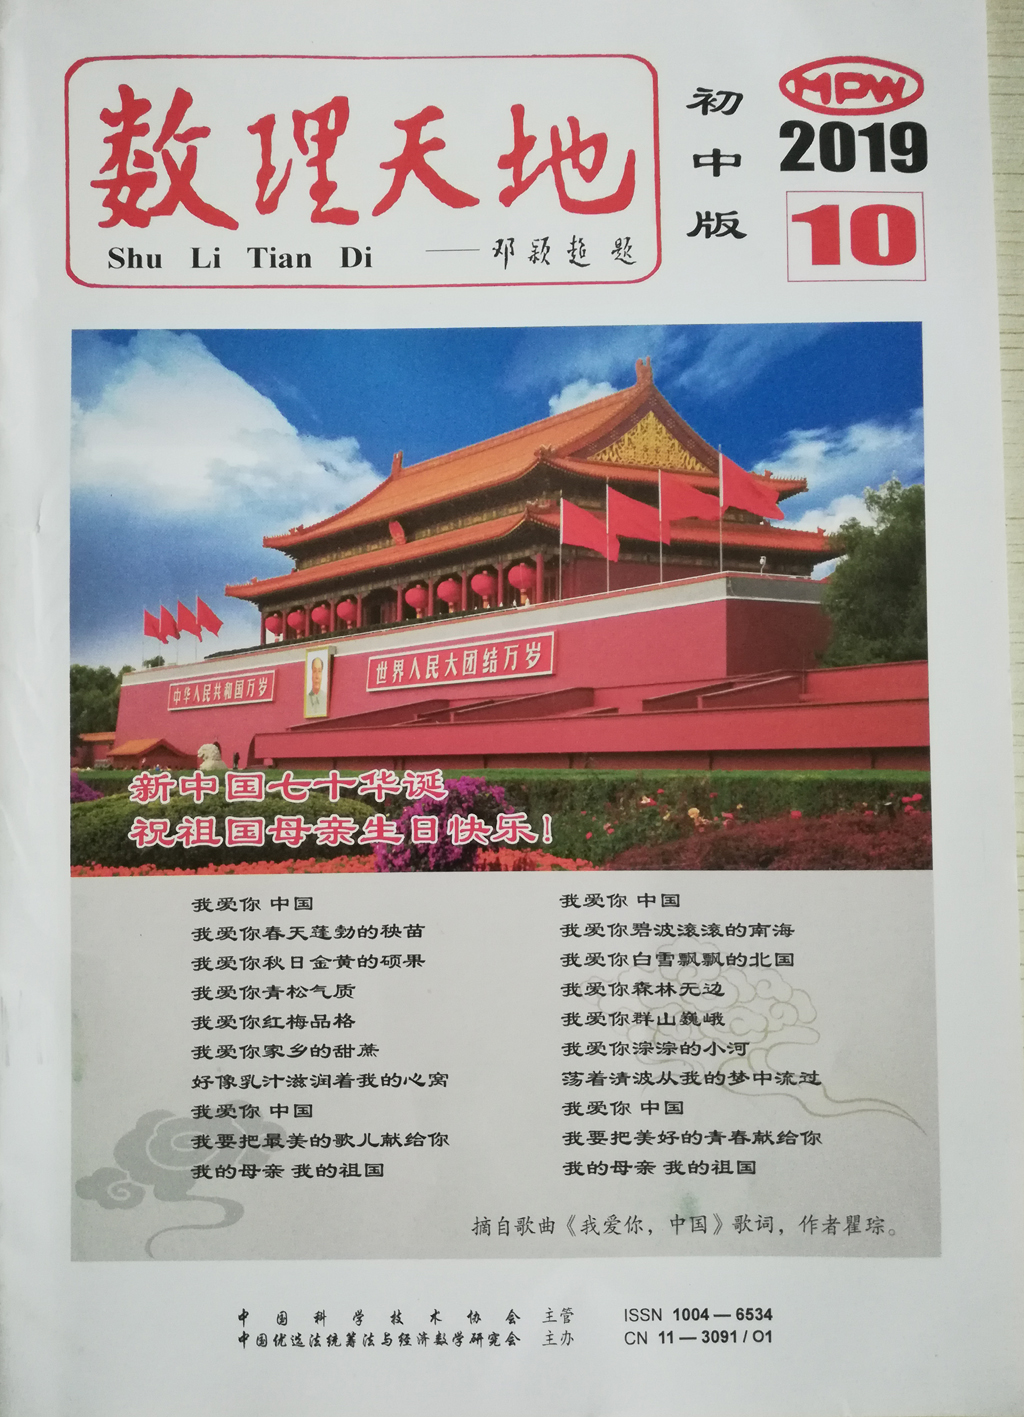 数理天地
Shu Li Tian Di ——邓颖超 题
初中版
MPW
2019
10
中华人民共和国万岁
世界人民大团结万岁
新中国七十华诞
祝祖国母亲生日快乐！
我爱你 中国
我爱你春天蓬勃的秧苗
我爱你秋日金黄的硕果
我爱你青松气质
我爱你红梅品格
我爱你家乡的甜蔗
好像乳汁滋润着我的心窝
我爱你 中国
我要把最美的歌儿献给你
我的母亲 我的祖国
我爱你 中国
我爱你碧波滚滚的南海
我爱你白雪飘飘的北国
我爱你森林无边
我爱你群山巍峨
我爱你淙淙的小河
荡着清波从我的梦中流过
我爱你 中国
我要把美好的青春献给你
我的母亲 我的祖国
摘自歌曲《我爱你，中国》歌词，作者瞿琮。
中国科学技术协会 主管 ISSN 1004—6534
中国优选法统筹法与经济数学研究会 主办 CN 11—3091/O1